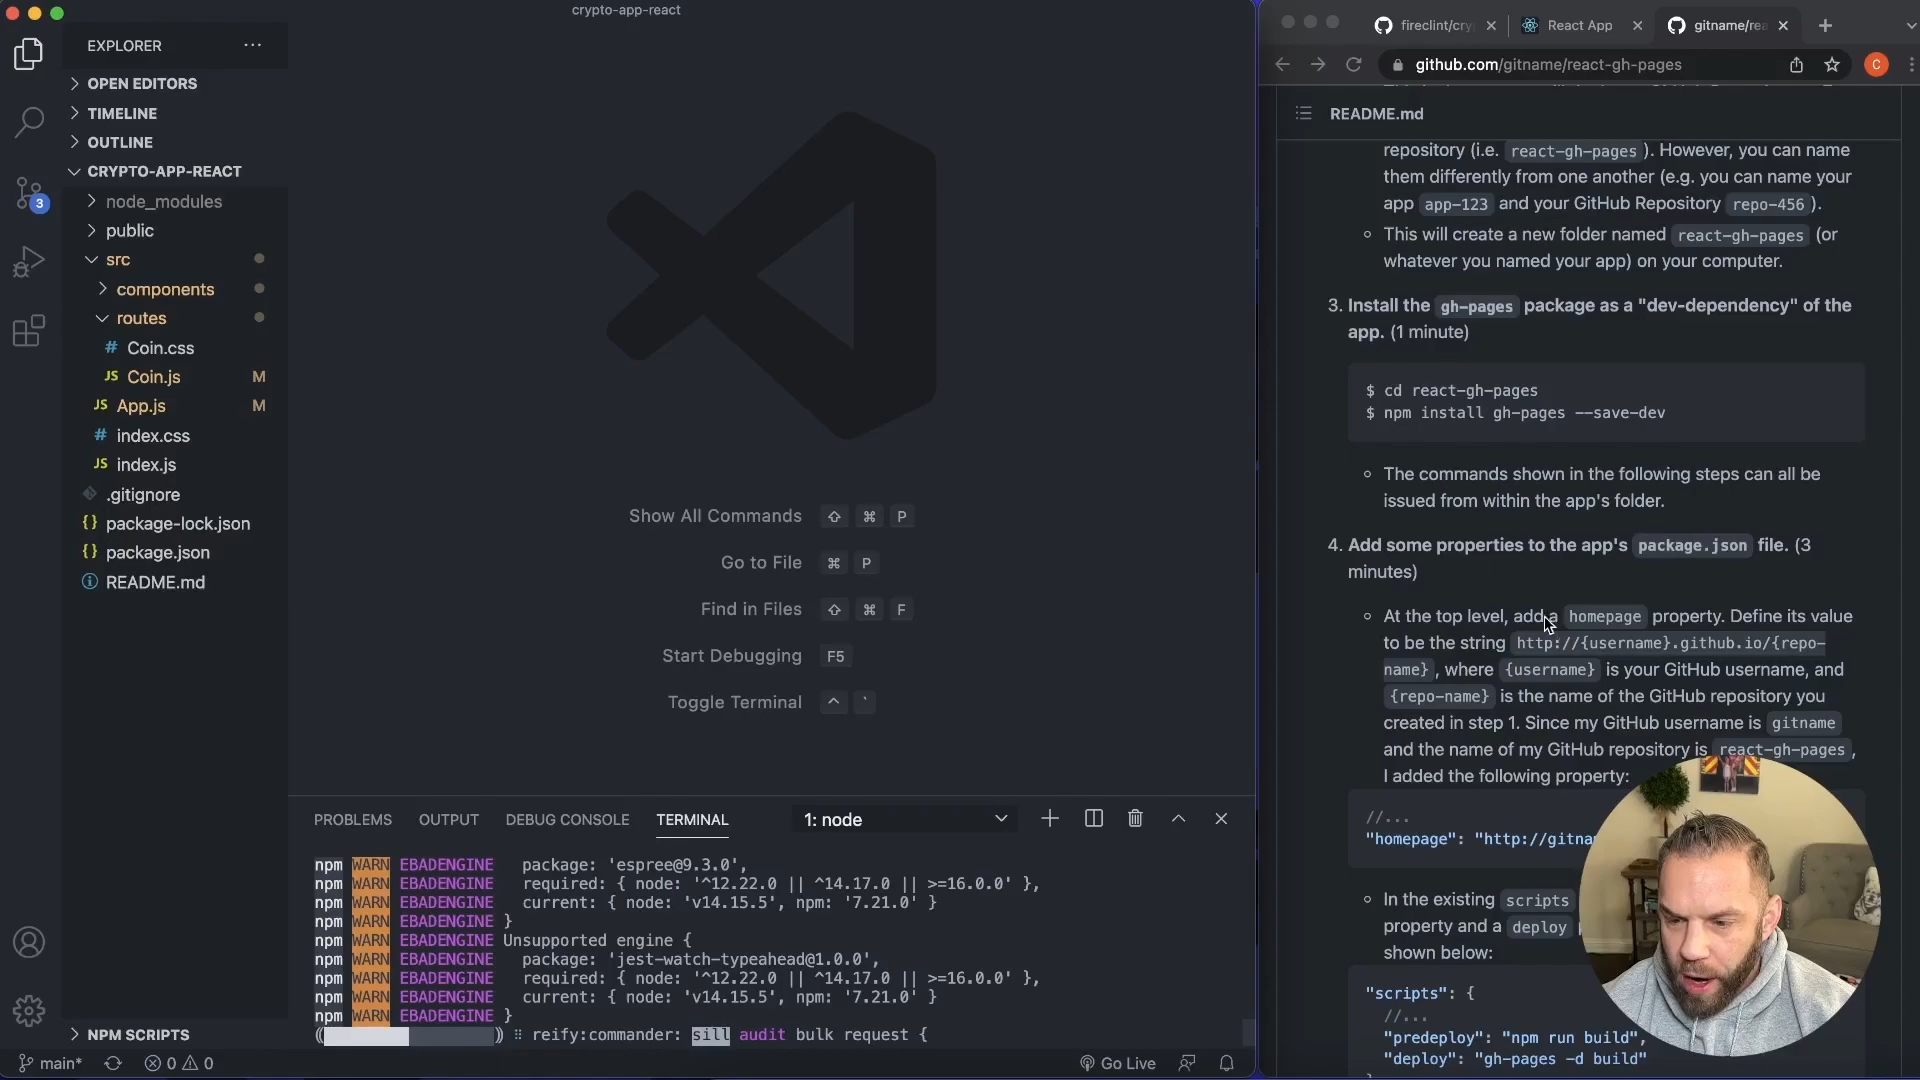 crypto-app-react
EXPLORER
OPEN EDITORS
TIMELINE
OUTLINE
CRYPTO-APP-REACT
node_modules
public
src
components
routes
# Coin.css
JS Coin.js M
JS App.js M
# index.css
JS index.js
.gitignore
{} package-lock.json
{} package.json
README.md
3
NPM SCRIPTS
main*
0 0
Show All Commands ⇧ ⌘ P
Go to File ⌘ P
Find in Files ⇧ ⌘ F
Start Debugging F5
Toggle Terminal ^ `
PROBLEMS OUTPUT DEBUG CONSOLE TERMINAL
1: node
npm WARN EBADENGINE   package: 'espree@9.3.0',
npm WARN EBADENGINE   required: { node: '^12.22.0 || ^14.17.0 || >=16.0.0' },
npm WARN EBADENGINE   current: { node: 'v14.15.5', npm: '7.21.0' }
npm WARN EBADENGINE }
npm WARN EBADENGINE Unsupported engine {
npm WARN EBADENGINE   package: 'jest-watch-typeahead@1.0.0',
npm WARN EBADENGINE   required: { node: '^12.22.0 || ^14.17.0 || >=16.0.0' },
npm WARN EBADENGINE   current: { node: 'v14.15.5', npm: '7.21.0' }
npm WARN EBADENGINE }
reify:commander: sill audit bulk request {
Go Live
fireclint/cry
React App
gitname/rea
github.com/gitname/react-gh-pages
C
README.md
repository (i.e. react-gh-pages). However, you can name
them differently from one another (e.g. you can name your
app app-123 and your GitHub Repository repo-456 ).
This will create a new folder named react-gh-pages (or
whatever you named your app) on your computer.
3. Install the gh-pages package as a "dev-dependency" of the
app. (1 minute)
$ cd react-gh-pages
$ npm install gh-pages --save-dev
The commands shown in the following steps can all be
issued from within the app's folder.
4. Add some properties to the app's package.json file. (3
minutes)
At the top level, add a homepage property. Define its value
to be the string http://{username}.github.io/{repo-
name} , where {username} is your GitHub username, and
{repo-name} is the name of the GitHub repository you
created in step 1. Since my GitHub username is gitname
and the name of my GitHub repository is react-gh-pages ,
I added the following property:
//...
"homepage": "http://gitna
In the existing scripts
property and a deploy
shown below:
"scripts": {
//...
"predeploy": "npm run build",
"deploy": "gh-pages -d build"